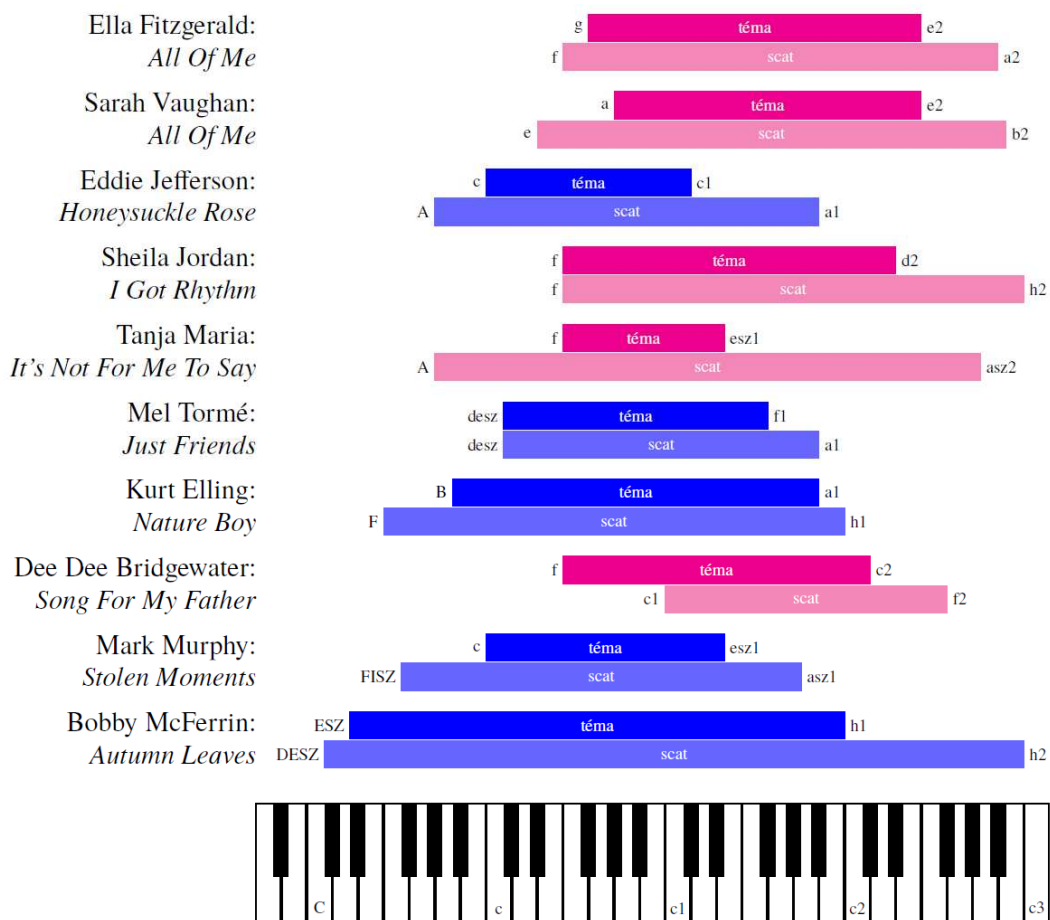 Ella Fitzgerald: g téma e2
All Of Me f scat a2
Sarah Vaughan: a téma e2
All Of Me e scat b2
Eddie Jefferson: c téma c1
Honeysuckle Rose A scat a1
Sheila Jordan: f téma d2
I Got Rhythm f scat h2
Tanja Maria: f téma esz1
It's Not For Me To Say A scat asz2
Mel Tormé: desz téma f1
Just Friends desz scat a1
Kurt Elling: B téma a1
Nature Boy F scat h1
Dee Dee Bridgewater: f téma c2
Song For My Father c1 scat f2
Mark Murphy: c téma esz1
Stolen Moments FISZ scat asz1
Bobby McFerrin: ESZ téma h1
Autumn Leaves DESZ scat h2
C c c1 c2 c3